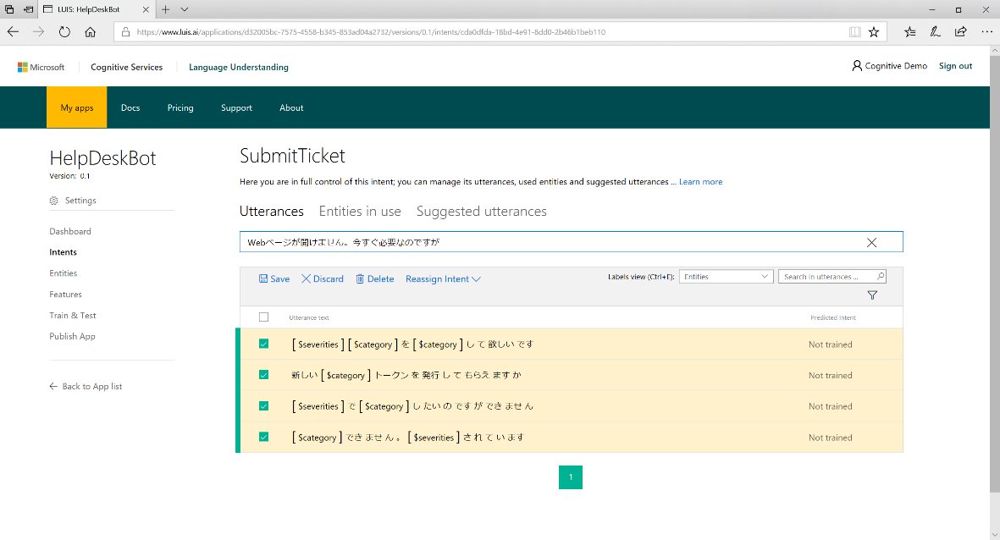 LUIS: HelpDeskBot
https://www.luis.ai/applications/d32005bc-7575-4558-b345-853ad04a2732/versions/0.1/intents/cda0dfda-18bd-4e91-8dd0-2b46b1beb110
Microsoft Cognitive Services Language Understanding Cognitive Demo Sign out
My apps Docs Pricing Support About
HelpDeskBot
Version: 0.1
Settings
Dashboard
Intents
Entities
Features
Train & Test
Publish App
Back to App list
SubmitTicket
Here you are in full control of this intent; you can manage its utterances, used entities and suggested utterances ... Learn more
Utterances Entities in use Suggested utterances
Webページが開けません。今すぐ必要なのですが
Save Discard Delete Reassign Intent Labels view (Ctrl+E): Entities Search in utterances ...
Utterance text Predicted Intent
[ $severities ] [ $category ] を [ $category ] し て 欲しい です Not trained
新しい [ $category ] トークン を 発行 し て もらえ ます か Not trained
[ $severities ] で [ $category ] し たい の です が でき ませ ん Not trained
[ $category ] でき ませ ん 。 [ $severities ] さ れ て い ます Not trained
1